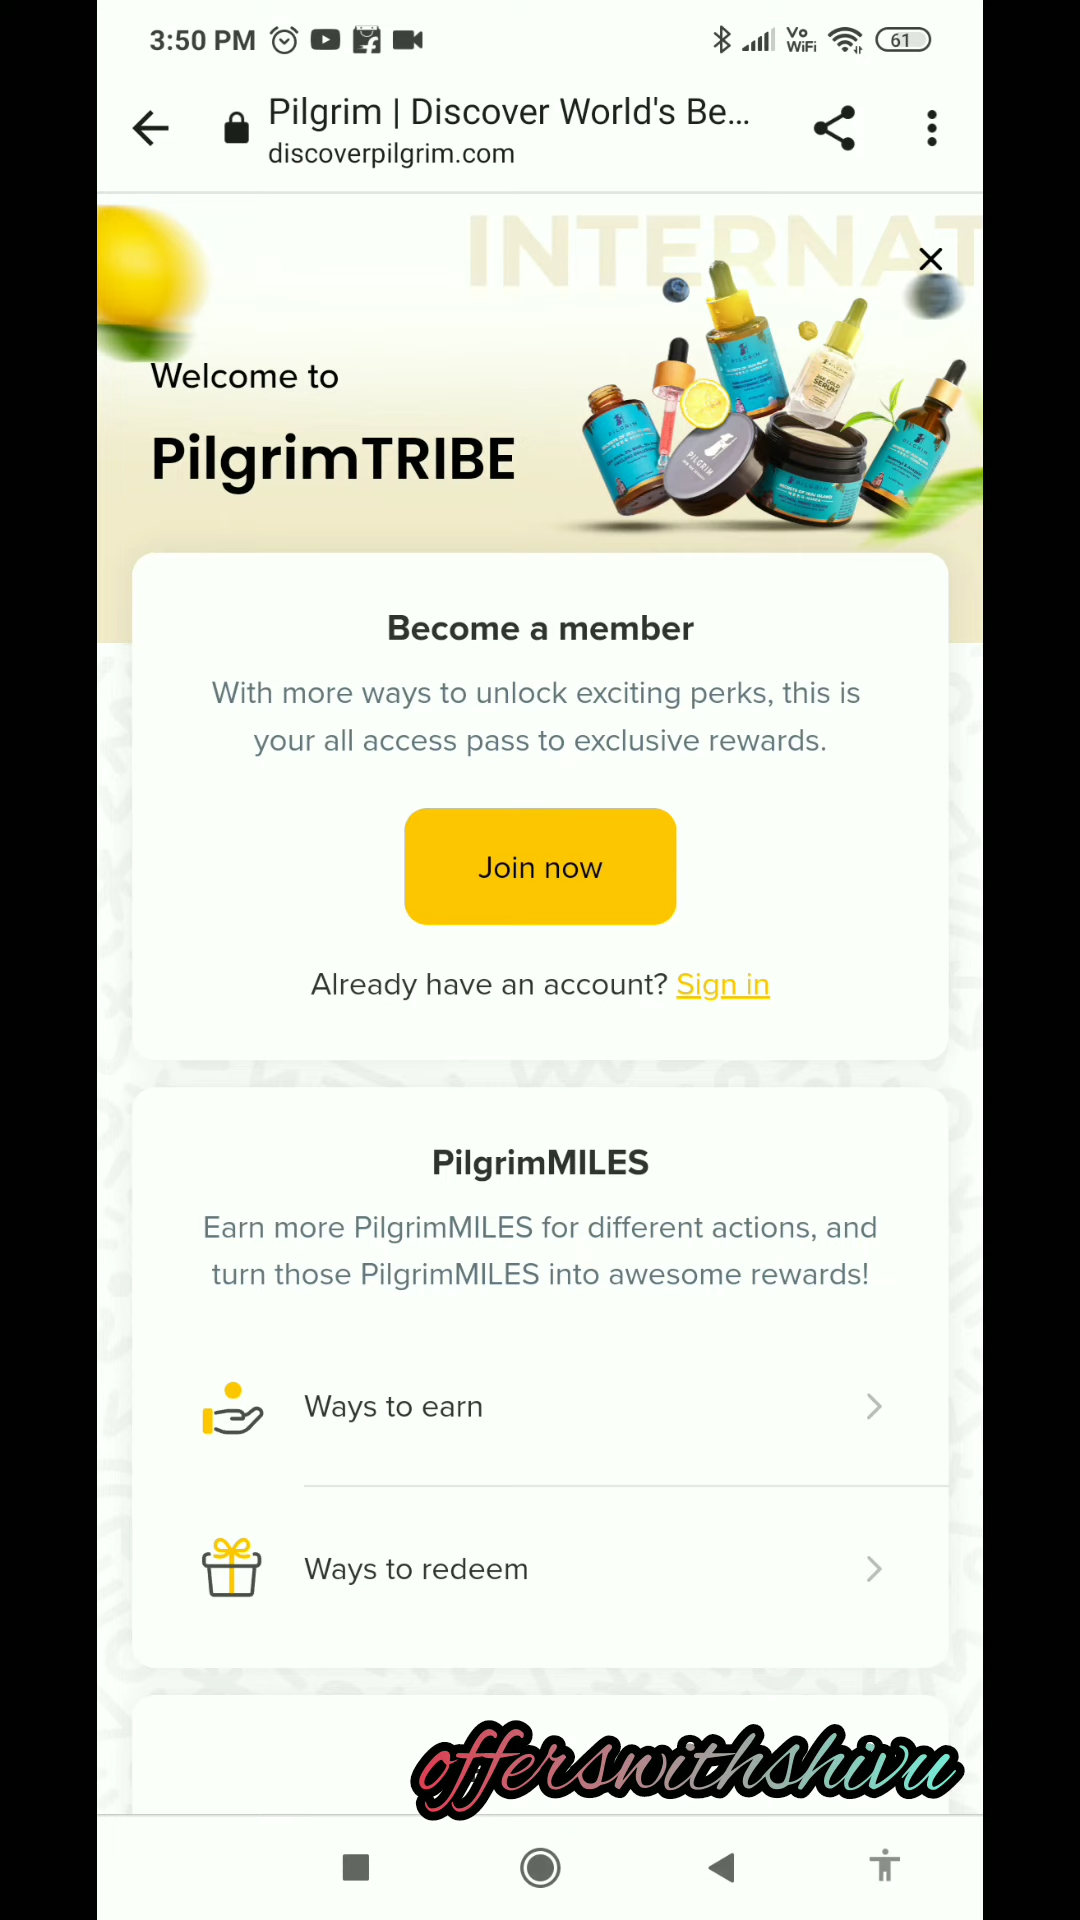 3:50 PM
Vo
WiFi
61
Pilgrim | Discover World's Be...
discoverpilgrim.com
INTERNAT
Welcome to
PilgrimTRIBE
PILGRIM
SERUM
PILGRIM
Become a member
With more ways to unlock exciting perks, this is
your all access pass to exclusive rewards.
Join now
Already have an account? Sign in
PilgrimMILES
Earn more PilgrimMILES for different actions, and
turn those PilgrimMILES into awesome rewards!
Ways to earn
Ways to redeem
offerswithshivu